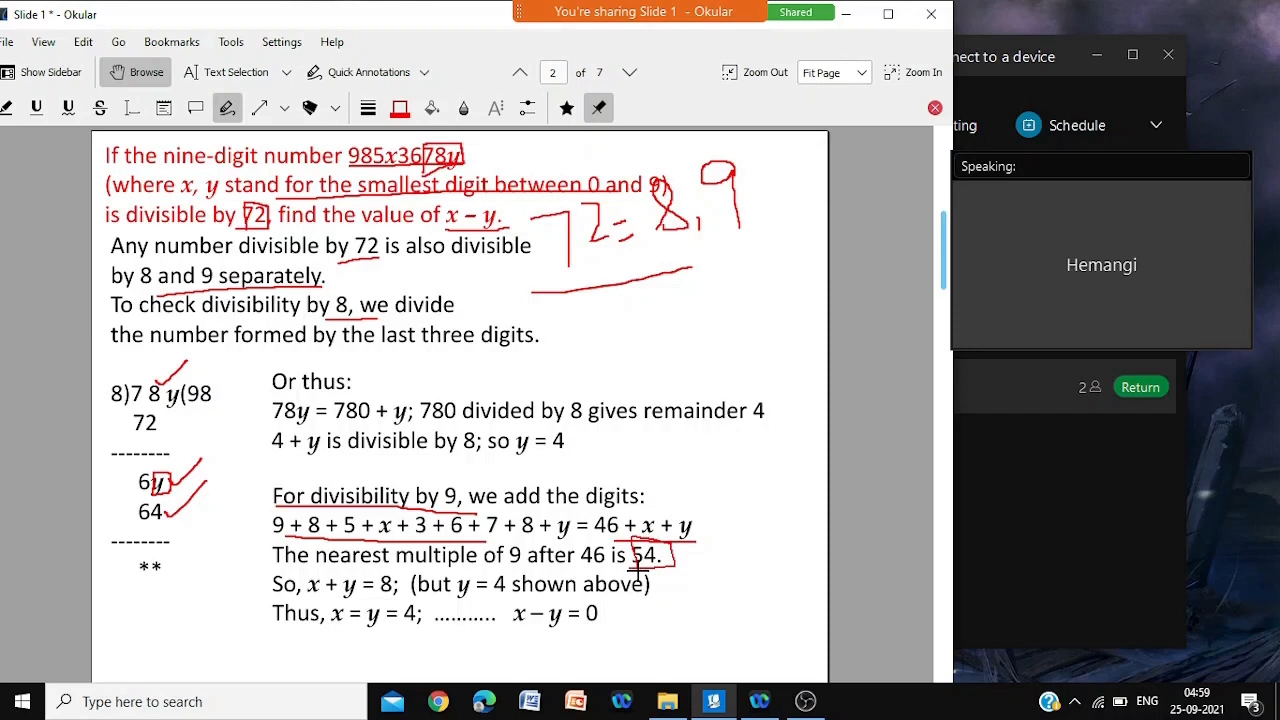 Slide 1 * - Okular
You're sharing Slide 1 - Okular
Shared
File View Edit Go Bookmarks Tools Settings Help
Show Sidebar Browse Text Selection Quick Annotations 2 of 7 Zoom Out Fit Page Zoom In
nect to a device
ting Schedule
Speaking:
Hemangi
2 Return
If the nine-digit number 985x3678y
(where x, y stand for the smallest digit between 0 and 9)
is divisible by 72, find the value of x – y.
72 = 8, 9
Any number divisible by 72 is also divisible
by 8 and 9 separately.
To check divisibility by 8, we divide
the number formed by the last three digits.
8)7 8 y(98
72
--------
6y
64
--------
**
Or thus:
78y = 780 + y; 780 divided by 8 gives remainder 4
4 + y is divisible by 8; so y = 4
For divisibility by 9, we add the digits:
9 + 8 + 5 + x + 3 + 6 + 7 + 8 + y = 46 + x + y
The nearest multiple of 9 after 46 is 54.
So, x + y = 8; (but y = 4 shown above)
Thus, x = y = 4; ……….. x – y = 0
Type here to search
ENG
04:59
25-09-2021
3